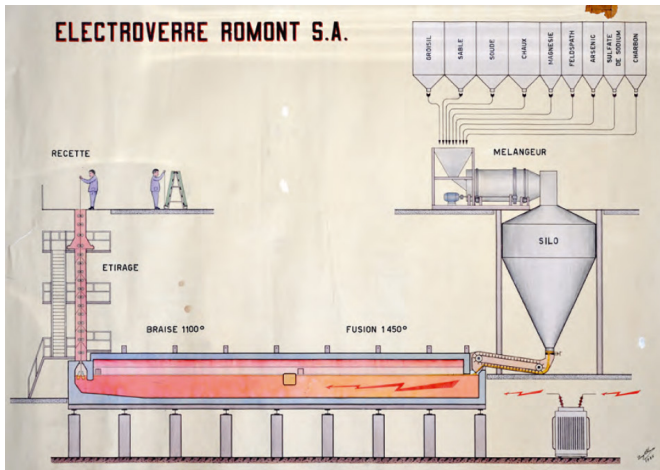 ELECTROVERRE ROMONT S.A.
GROISIL
SABLE
SOUDE
CHAUX
MAGNESIE
FELDSPATH
ARSENIC
SULFATE
DE SODIUM
CHARBON
RECETTE
MELANGEUR
SILO
ETIRAGE
BRAISE 1100°
FUSION 1450°